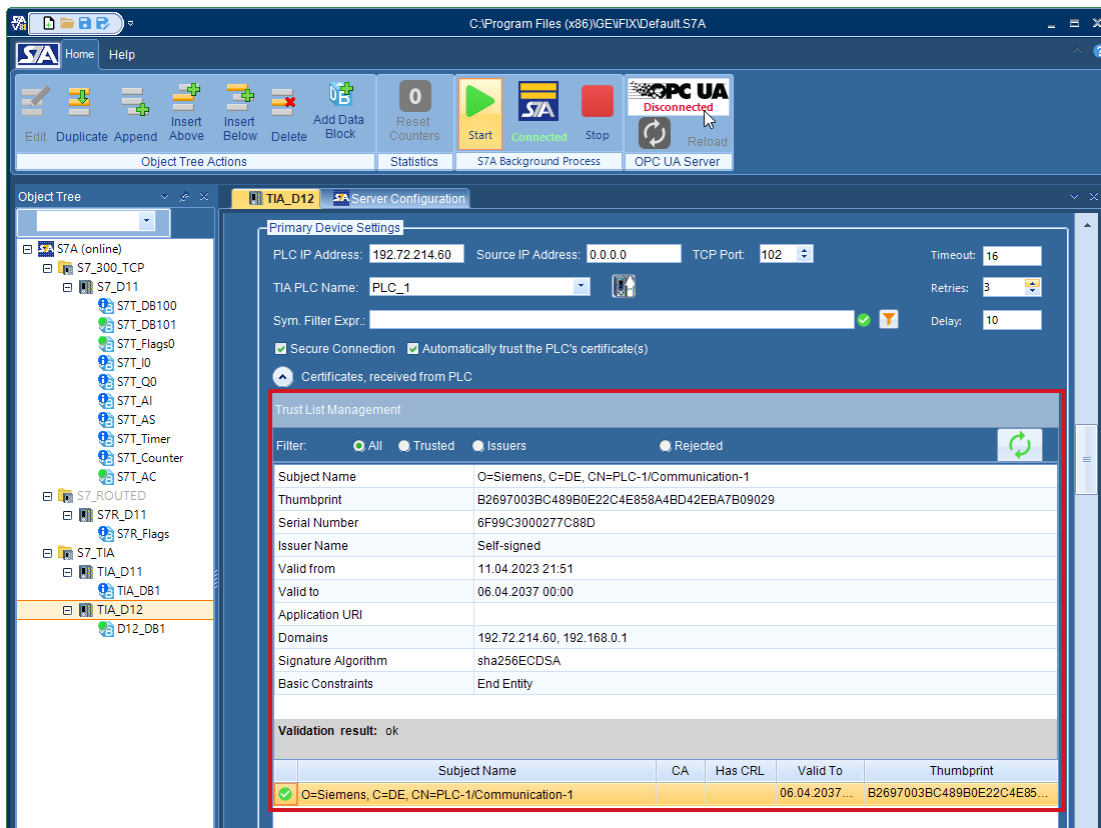 C:\Program Files (x86)\GE\iFIX\Default.S7A
S7A Home Help
Edit Duplicate Append Insert Above Insert Below Delete Add Data Block Reset Counters Start S7A Connected Stop OPC UA Disconnected Reload
Object Tree Actions Statistics S7A Background Process OPC UA Server
Object Tree
TIA_D12 Server Configuration
S7A (online)
S7_300_TCP
S7_D11
S7T_DB100
S7T_DB101
S7T_Flags0
S7T_I0
S7T_Q0
S7T_AI
S7T_AS
S7T_Timer
S7T_Counter
S7T_AC
S7_ROUTED
S7R_D11
S7R_Flags
S7_TIA
TIA_D11
TIA_DB1
TIA_D12
D12_DB1
Primary Device Settings
PLC IP Address: 192.72.214.60 Source IP Address: 0.0.0.0 TCP Port: 102 Timeout: 16
TIA PLC Name: PLC_1 Retries: 3
Sym. Filter Expr.: Delay: 10
Secure Connection Automatically trust the PLC's certificate(s)
Certificates, received from PLC
Trust List Management
Filter: All Trusted Issuers Rejected
Subject Name O=Siemens, C=DE, CN=PLC-1/Communication-1
Thumbprint B2697003BC489B0E22C4E858A4BD42EBA7B09029
Serial Number 6F99C3000277C88D
Issuer Name Self-signed
Valid from 11.04.2023 21:51
Valid to 06.04.2037 00:00
Application URI
Domains 192.72.214.60, 192.168.0.1
Signature Algorithm sha256ECDSA
Basic Constraints End Entity
Validation result: ok
Subject Name CA Has CRL Valid To Thumbprint
O=Siemens, C=DE, CN=PLC-1/Communication-1 06.04.2037... B2697003BC489B0E22C4E85...